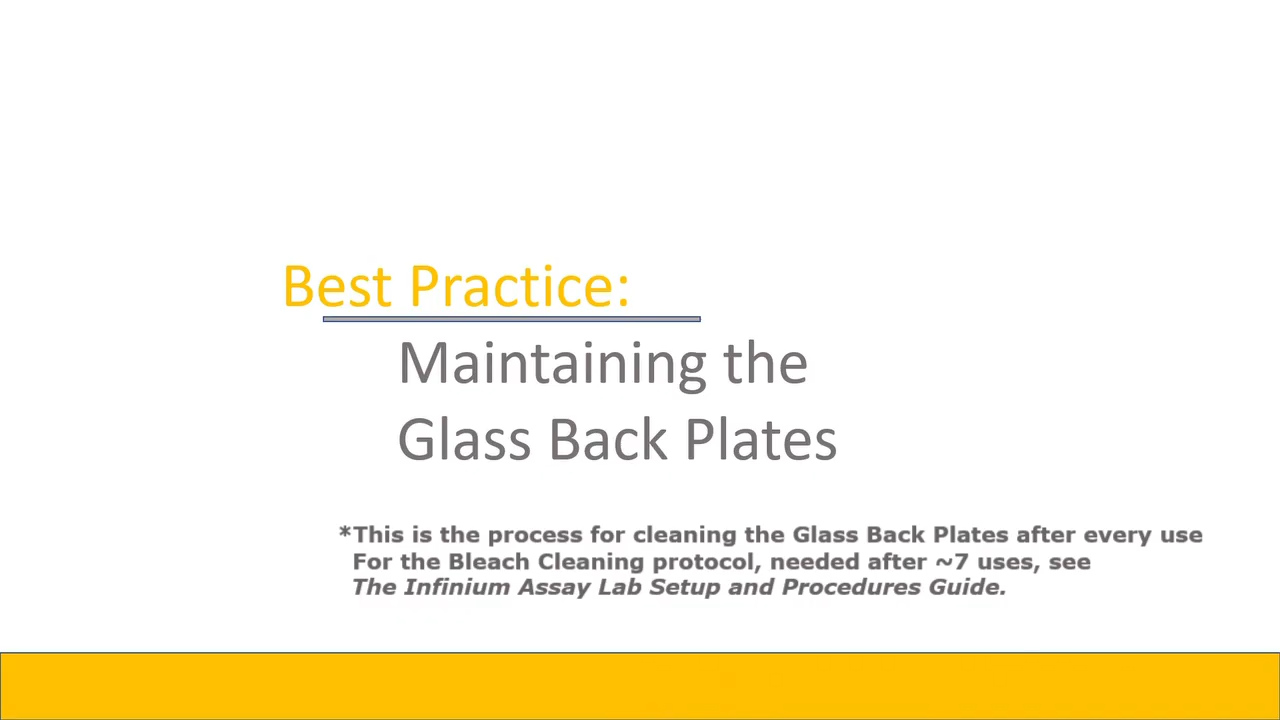 Best Practice:
Maintaining the
Glass Back Plates
*This is the process for cleaning the Glass Back Plates after every use
For the Bleach Cleaning protocol, needed after ~7 uses, see
The Infinium Assay Lab Setup and Procedures Guide.